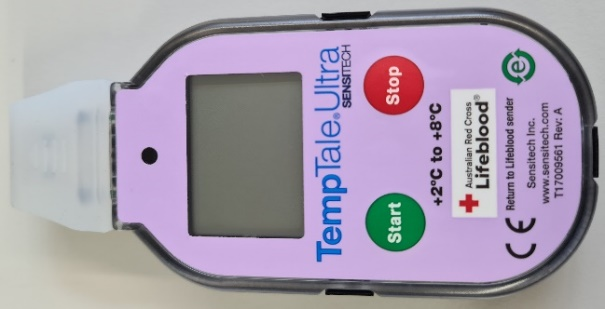 TempTale® Ultra
SENSITECH
Start
Stop
+2°C to +8°C
Australian Red Cross
Lifeblood®
Return to Lifeblood sender
Sensitech Inc.
www.sensitech.com
T17009561 Rev: A
CE
e